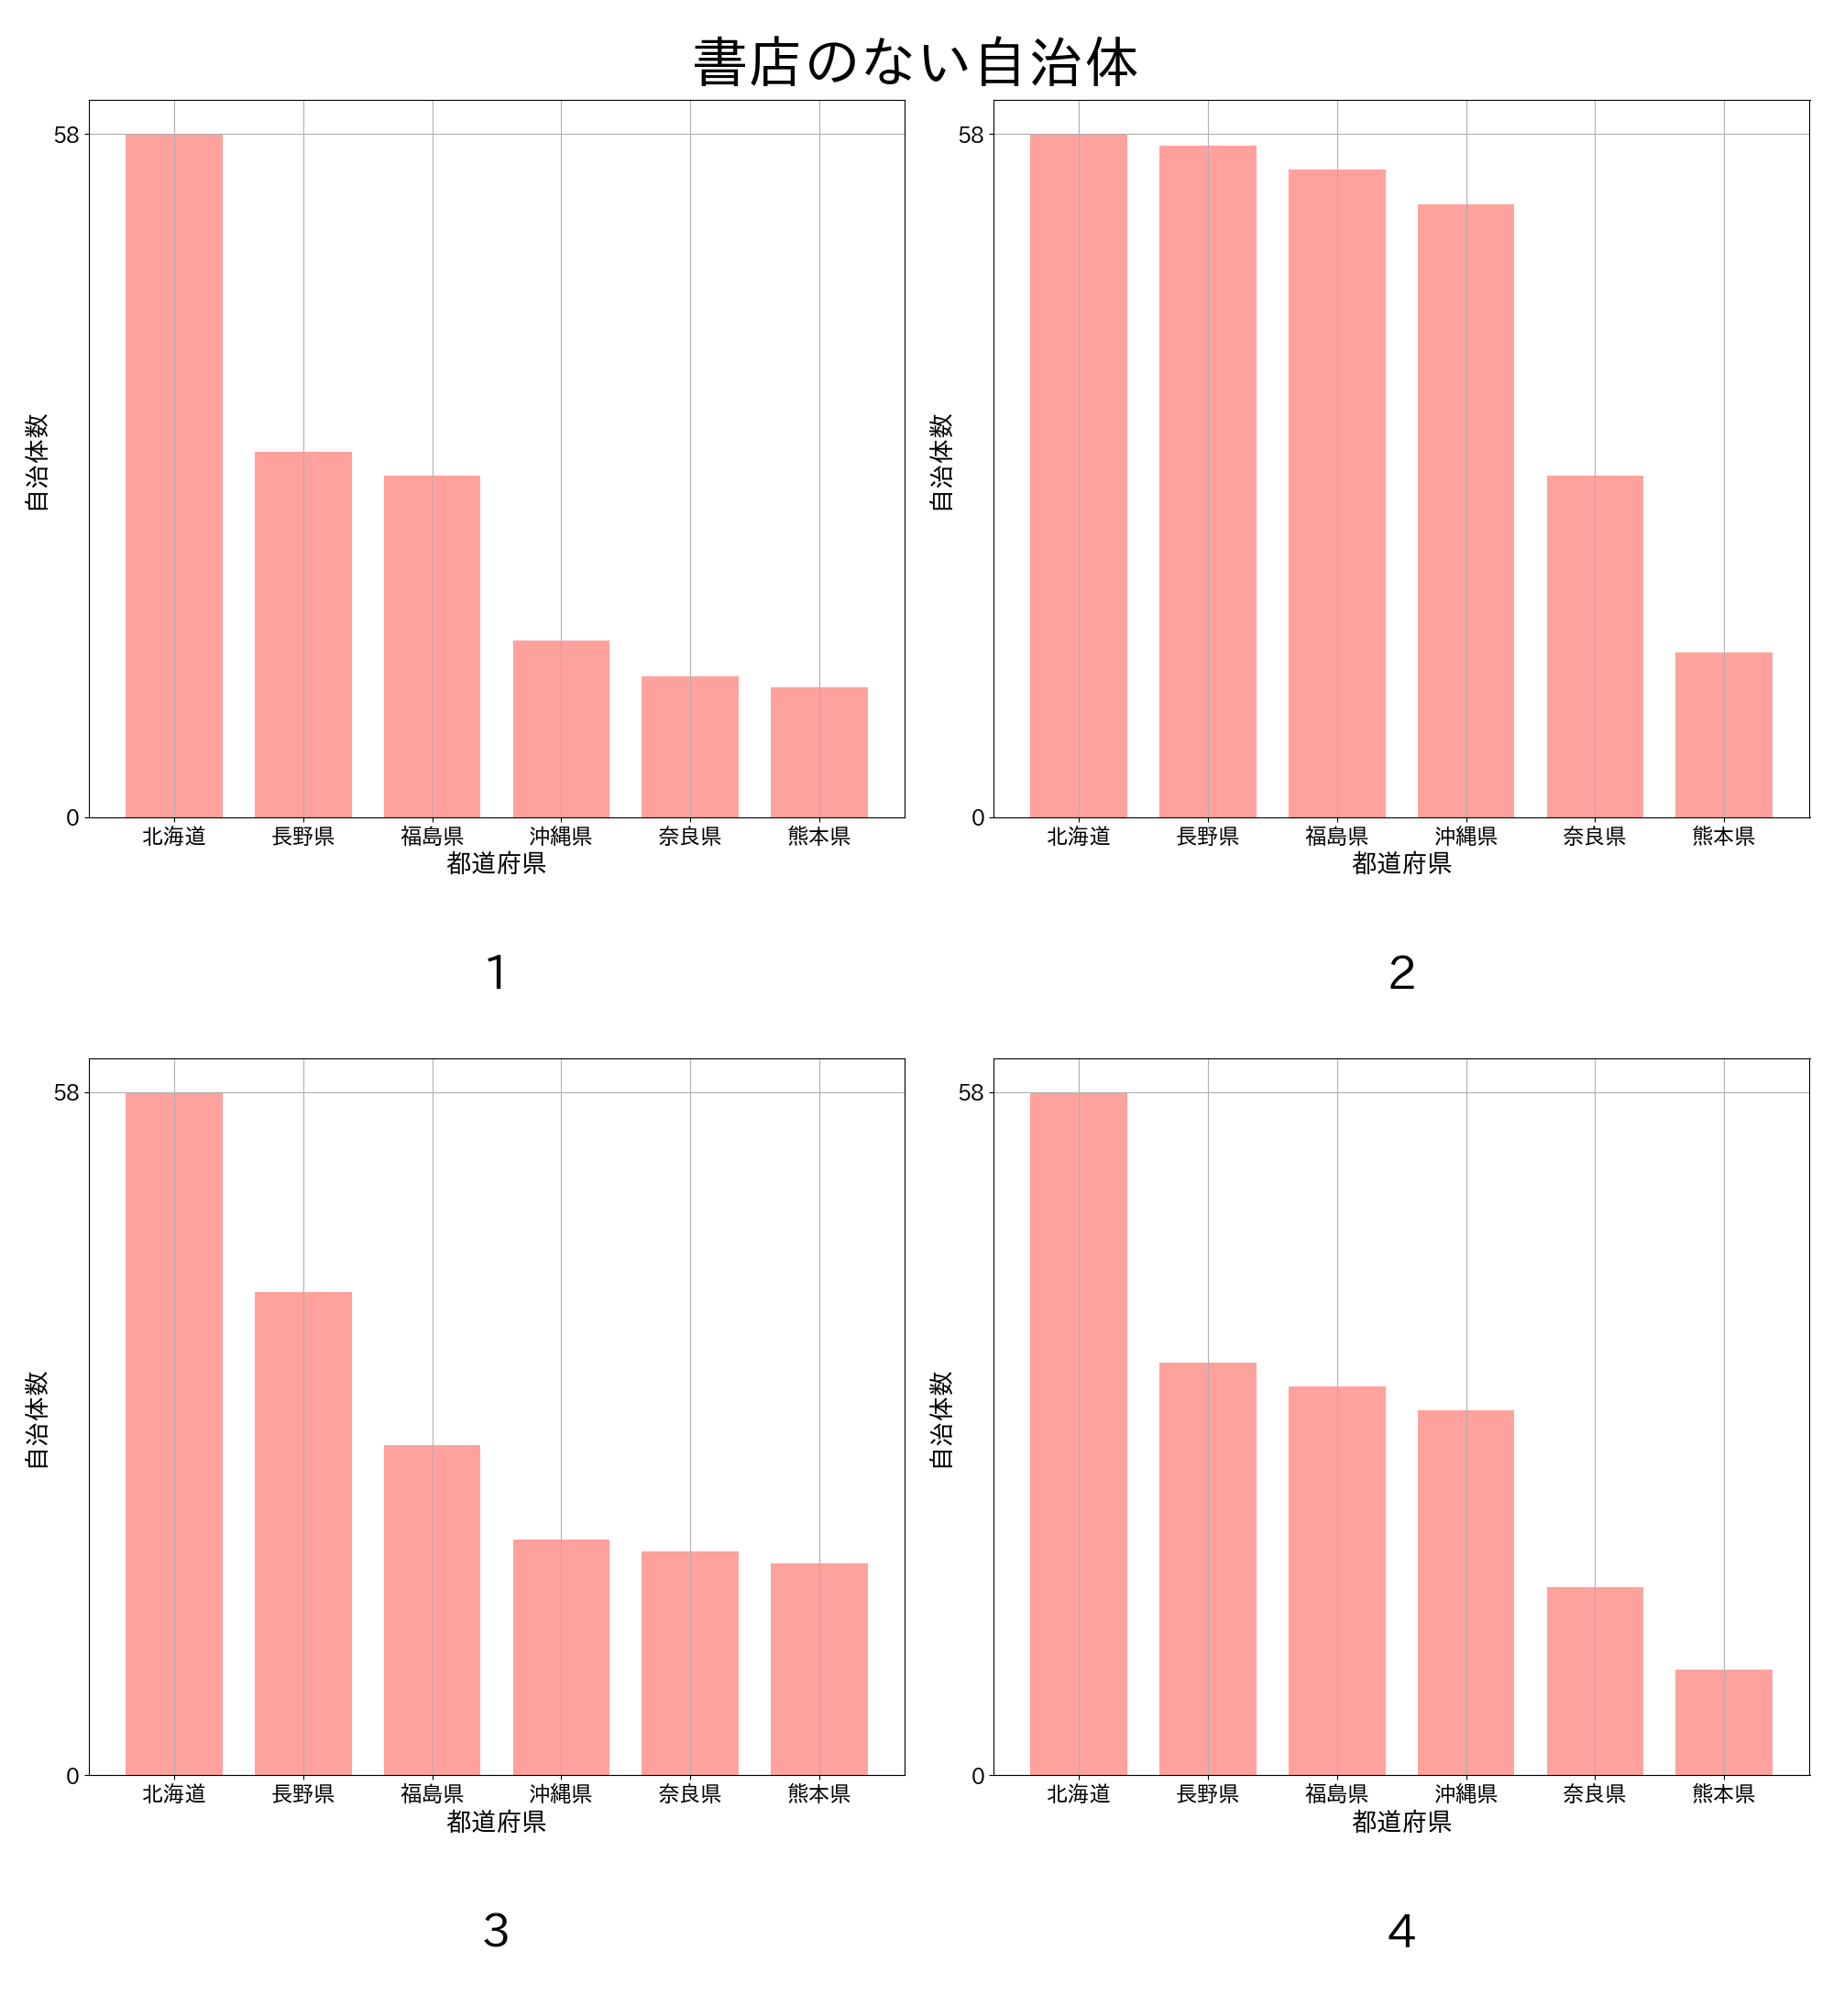 書店のない自治体
58
0
自治体数
北海道 長野県 福島県 沖縄県 奈良県 熊本県
都道府県
1
58
0
自治体数
北海道 長野県 福島県 沖縄県 奈良県 熊本県
都道府県
2
58
0
自治体数
北海道 長野県 福島県 沖縄県 奈良県 熊本県
都道府県
3
58
0
自治体数
北海道 長野県 福島県 沖縄県 奈良県 熊本県
都道府県
4